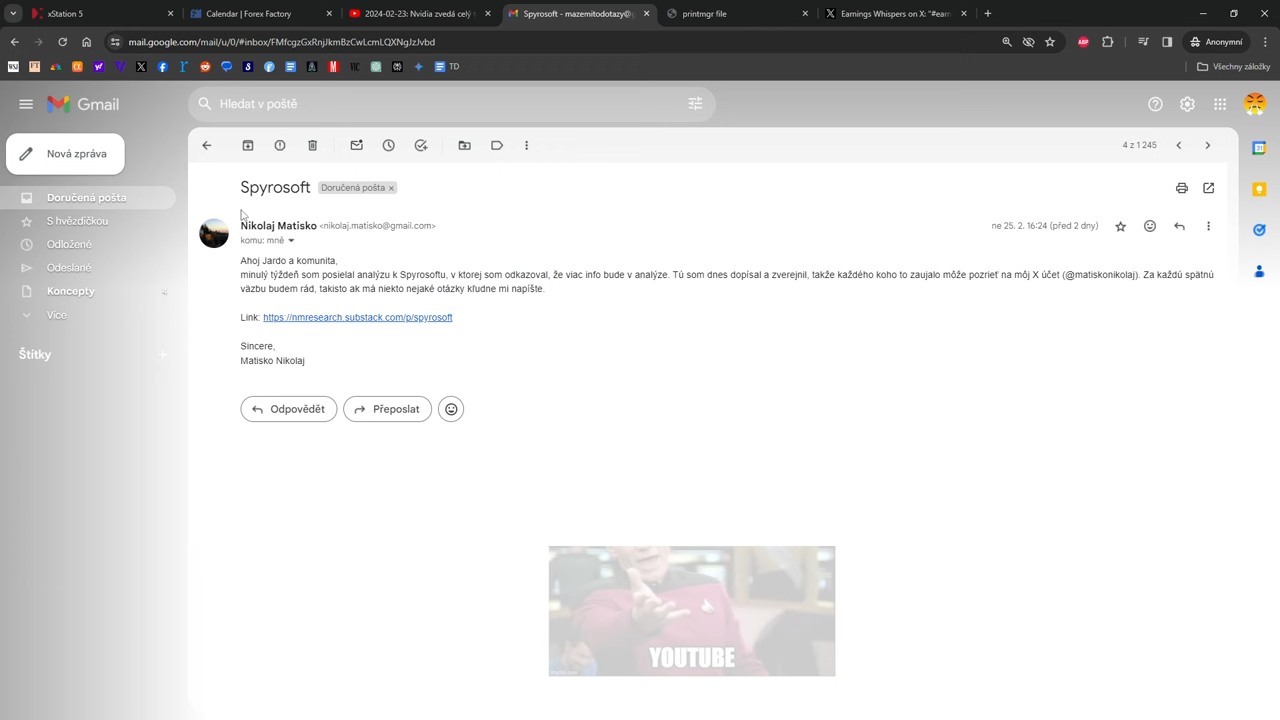 xStation 5
Calendar | Forex Factory
2024-02-23: Nvidia zvedá celý t
Spyrosoft - mazemitodotazy@g
printmgr file
Earnings Whispers on X: "#earn
mail.google.com/mail/u/0/#inbox/FMfcgzGxRnjJkmBzCwLcmLQXNgJzJvbd
Anonymní
TD
Všechny záložky
Gmail
Hledat v poště
Nová zpráva
4 z 1 245
Spyrosoft
Doručená pošta ×
Doručená pošta
S hvězdičkou
Odložené
Odeslané
Koncepty
4
Více
Štítky
Nikolaj Matisko <nikolaj.matisko@gmail.com>
ne 25. 2. 16:24 (před 2 dny)
komu: mně
Ahoj Jardo a komunita,
minulý týždeň som posielal analýzu k Spyrosoftu, v ktorej som odkazoval, že viac info bude v analýze. Tú som dnes dopísal a zverejnil, takže každého koho to zaujalo môže pozrieť na môj X účet (@matiskonikolaj). Za každú spätnú
väzbu budem rád, takisto ak má niekto nejaké otázky kľudne mi napíšte.
Link: https://nmresearch.substack.com/p/spyrosoft
Sincere,
Matisko Nikolaj
Odpovědět
Přeposlat
YOUTUBE